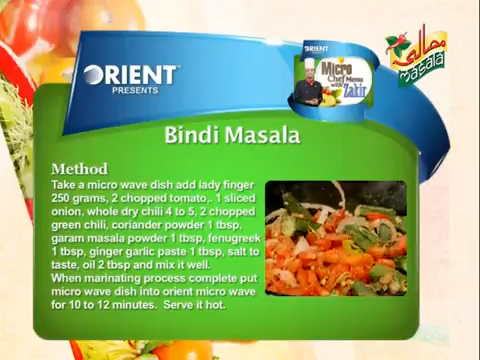 ORIENT™
PRESENTS
ORIENT
Micro
Chef Menu
with
Zakir
مصالحہ
masala
Bindi Masala
Method
Take a micro wave dish add lady finger
250 grams, 2 chopped tomato,. 1 sliced
onion, whole dry chili 4 to 5, 2 chopped
green chili, coriander powder 1 tbsp,
garam masala powder 1 tbsp, fenugreek
1 tbsp, ginger garlic paste 1 tbsp, salt to
taste, oil 2 tbsp and mix it well.
When marinating process complete put
micro wave dish into orient micro wave
for 10 to 12 minutes.  Serve it hot.